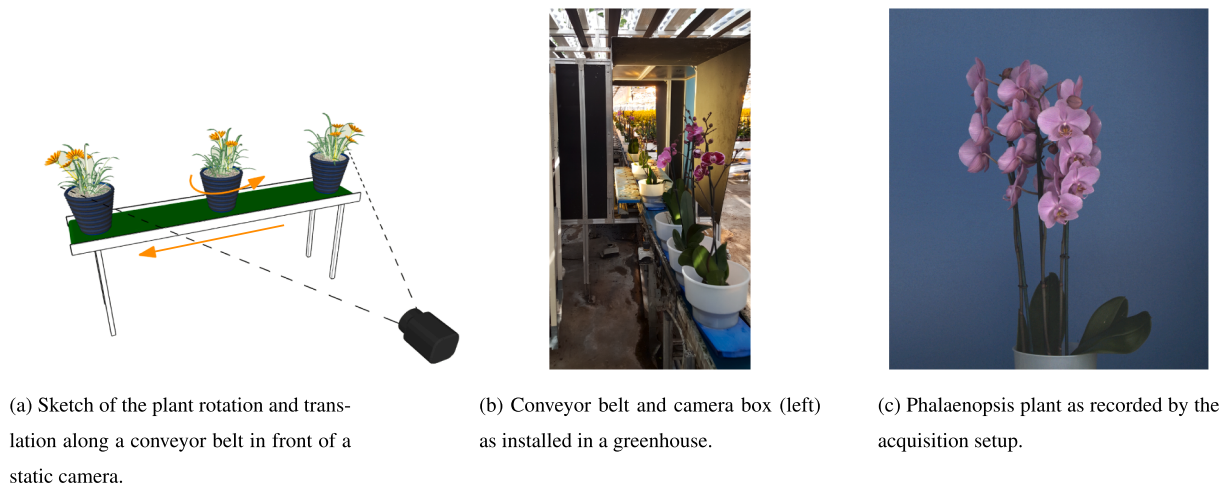 (a) Sketch of the plant rotation and trans-
lation along a conveyor belt in front of a
static camera.
(b) Conveyor belt and camera box (left)
as installed in a greenhouse.
(c) Phalaenopsis plant as recorded by the
acquisition setup.